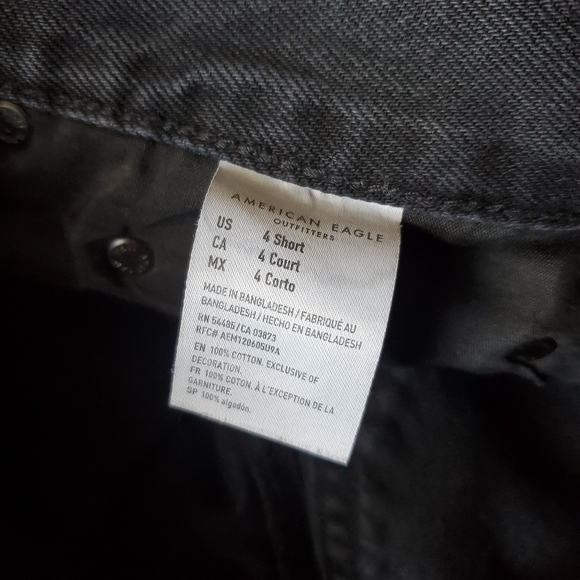 AMERICAN EAGLE
OUTFITTERS
US 4 Short
CA 4 Court
MX 4 Corto
MADE IN BANGLADESH / FABRIQUÉ AU
BANGLADESH / HECHO EN BANGLADESH
RN 54485 / CA 03873
RFC# AEM120605U9A
EN 100% COTTON. EXCLUSIVE OF
DECORATION.
FR 100% COTON. À L'EXCEPTION DE LA
GARNITURE.
SP 100% algodón.